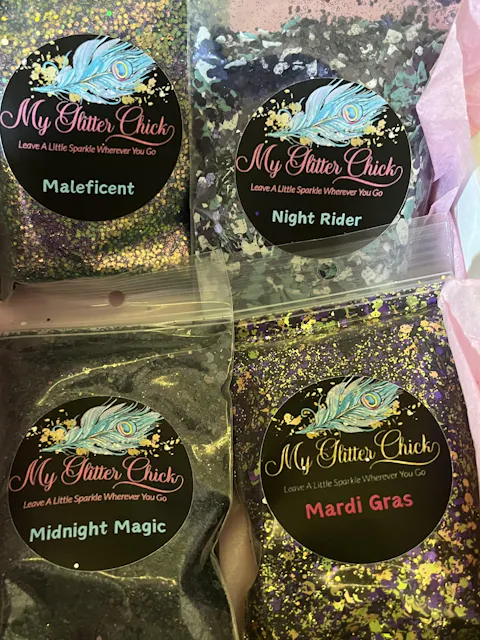 My Glitter Chick
Leave A Little Sparkle Wherever You Go
Maleficent
My Glitter Chick
Leave A Little Sparkle Wherever You Go
Night Rider
My Glitter Chick
Leave A Little Sparkle Wherever You Go
Midnight Magic
My Glitter Chick
Leave A Little Sparkle Wherever You Go
Mardi Gras